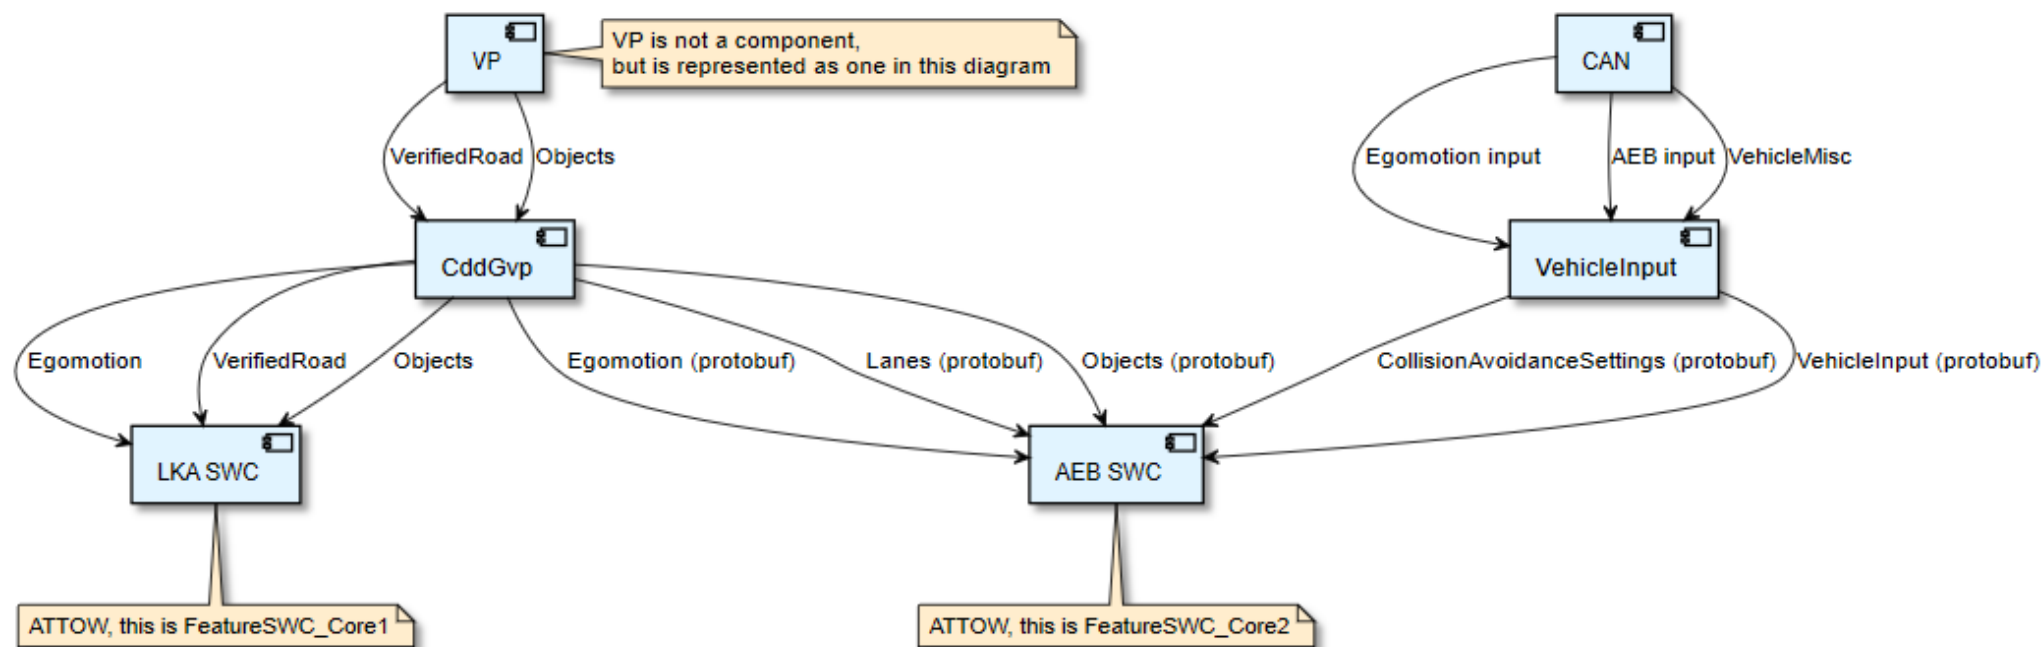 VP
VP is not a component,
but is represented as one in this diagram
CAN
VerifiedRoad
Objects
Egomotion input
AEB input
VehicleMisc
CddGvp
VehicleInput
Egomotion
VerifiedRoad
Objects
Egomotion (protobuf)
Lanes (protobuf)
Objects (protobuf)
CollisionAvoidanceSettings (protobuf)
VehicleInput (protobuf)
LKA SWC
AEB SWC
ATTOW, this is FeatureSWC_Core1
ATTOW, this is FeatureSWC_Core2